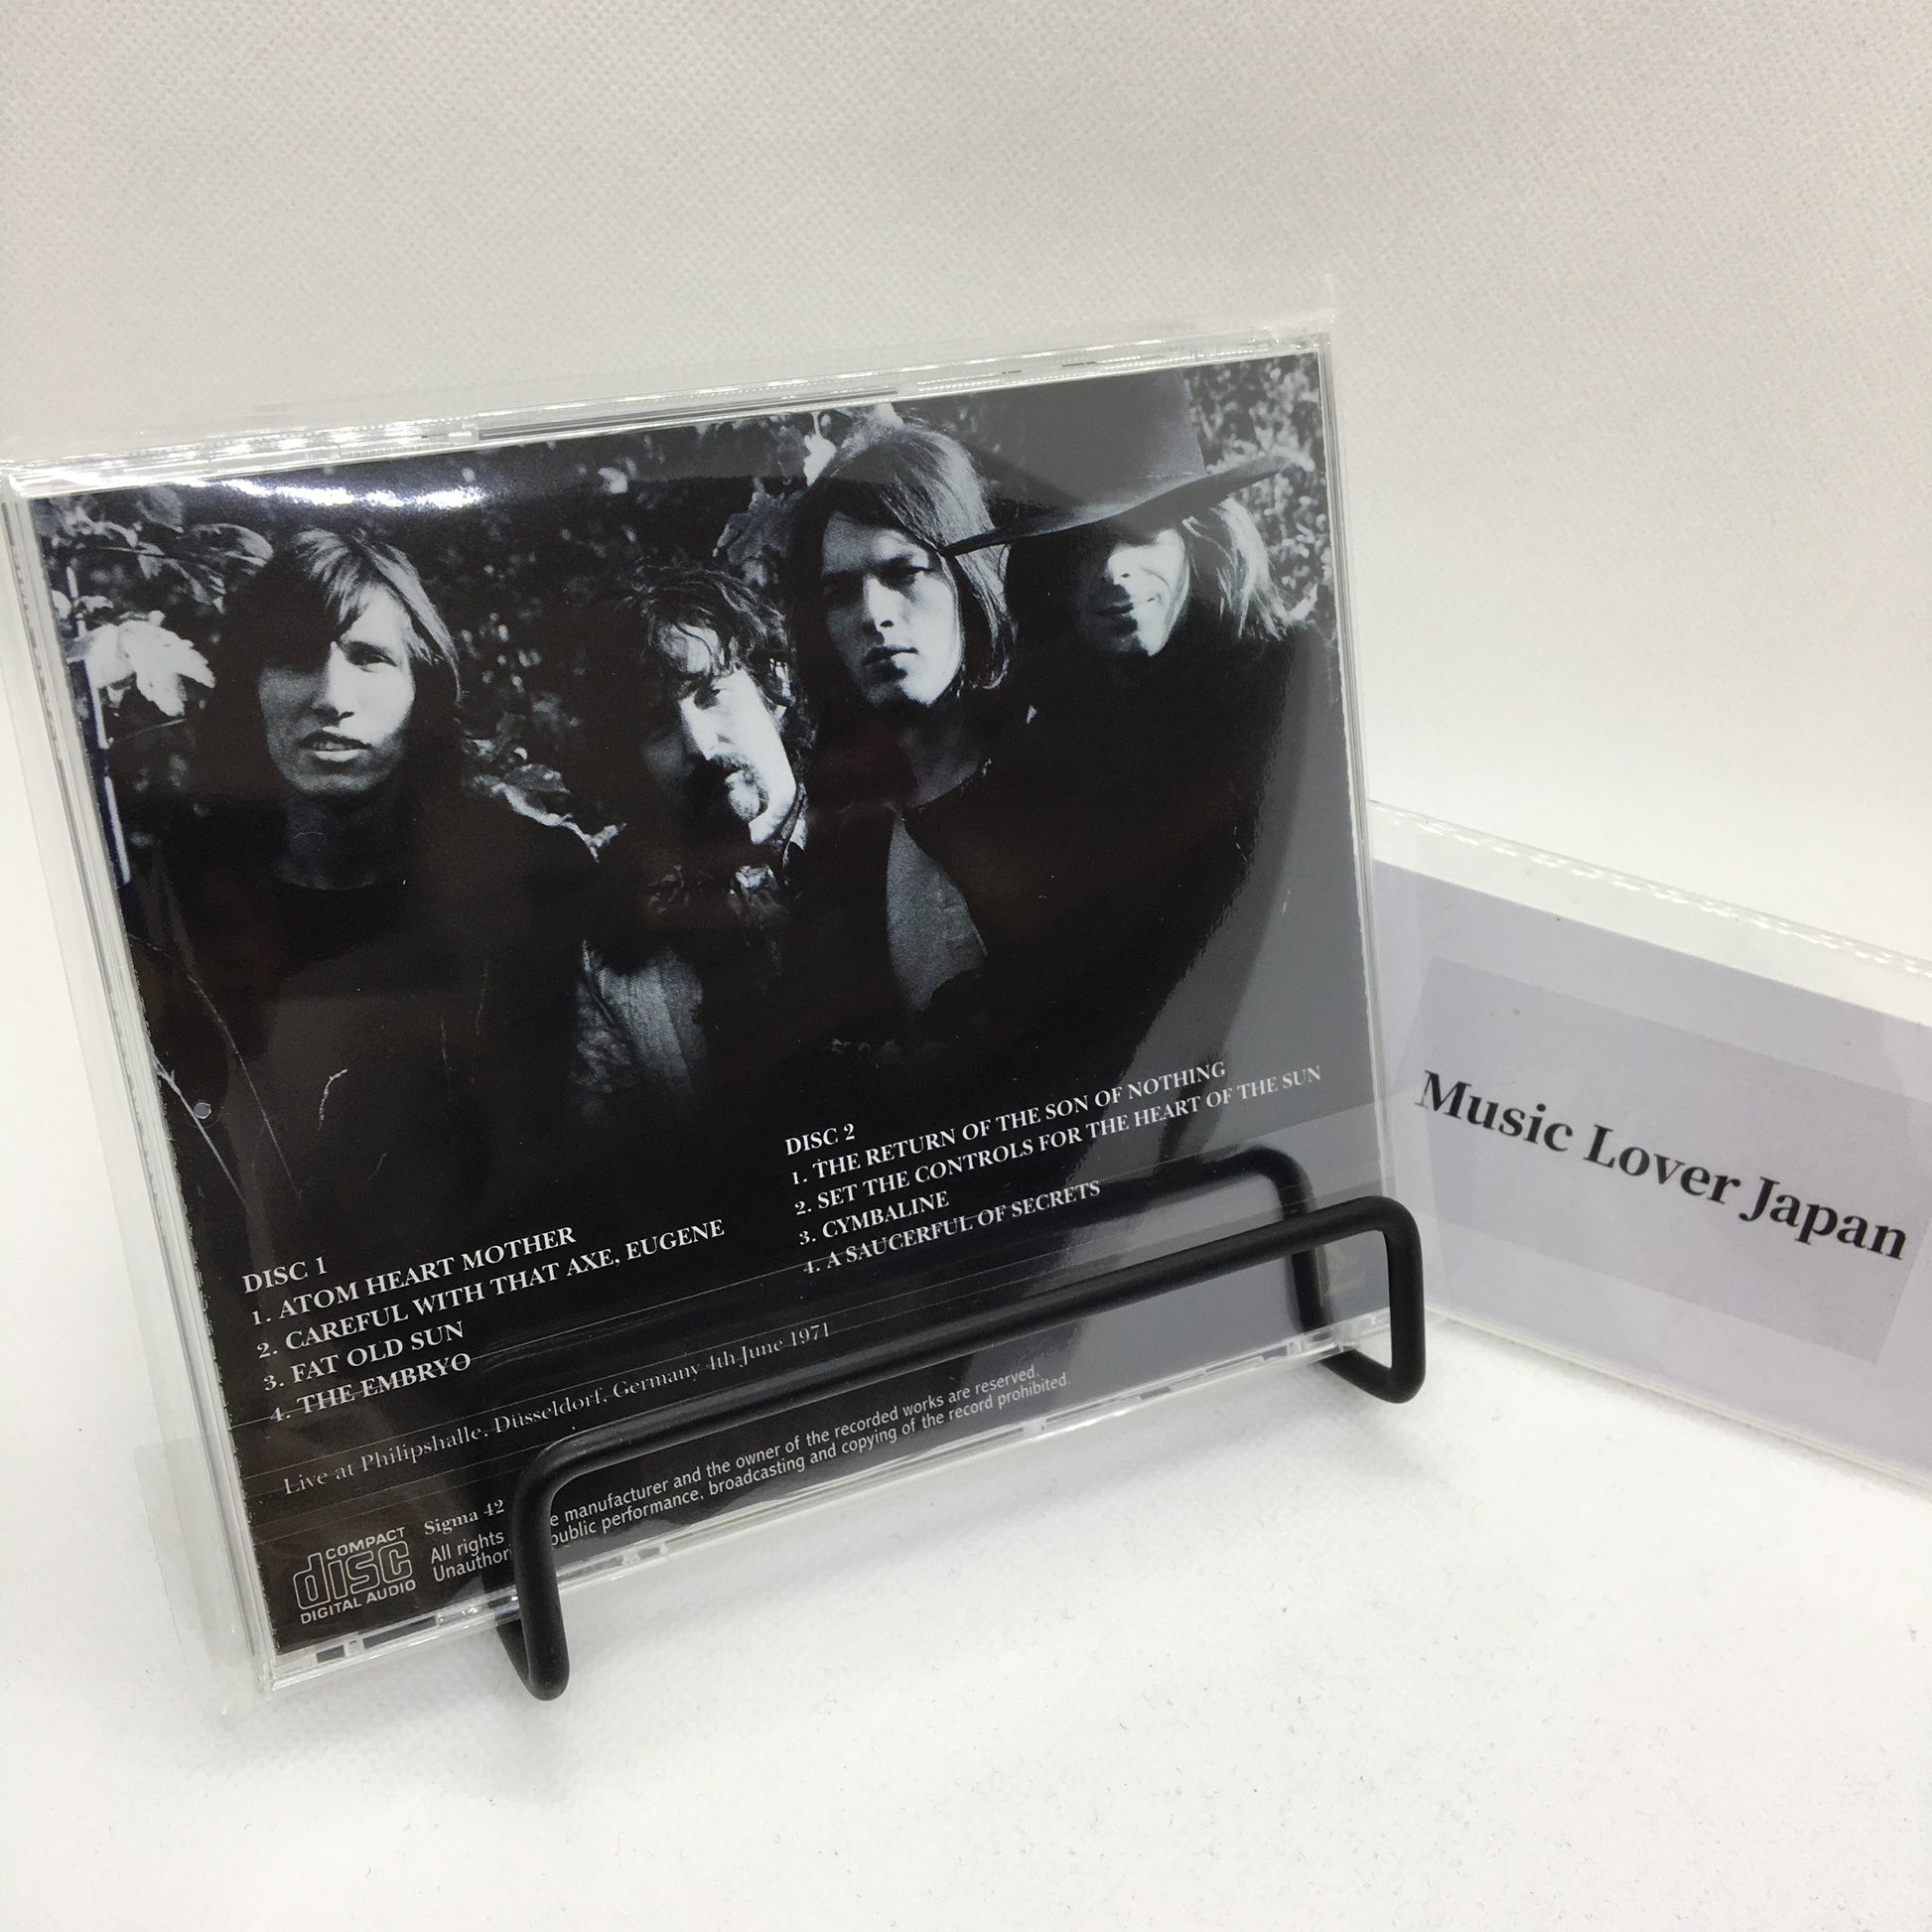 DISC 1
1. ATOM HEART MOTHER
2. CAREFUL WITH THAT AXE, EUGENE
3. FAT OLD SUN
4. THE EMBRYO
DISC 2
1. THE RETURN OF THE SON OF NOTHING
2. SET THE CONTROLS FOR THE HEART OF THE SUN
3. CYMBALINE
4. A SAUCERFUL OF SECRETS
Live at Philipshalle, Düsseldorf, Germany 4th June 1971
COMPACT
disc
DIGITAL AUDIO
Sigma 42
All rights manufacturer and the owner of the recorded works are reserved.
public performance, broadcasting and copying of the record prohibited.
Music Lover Japan